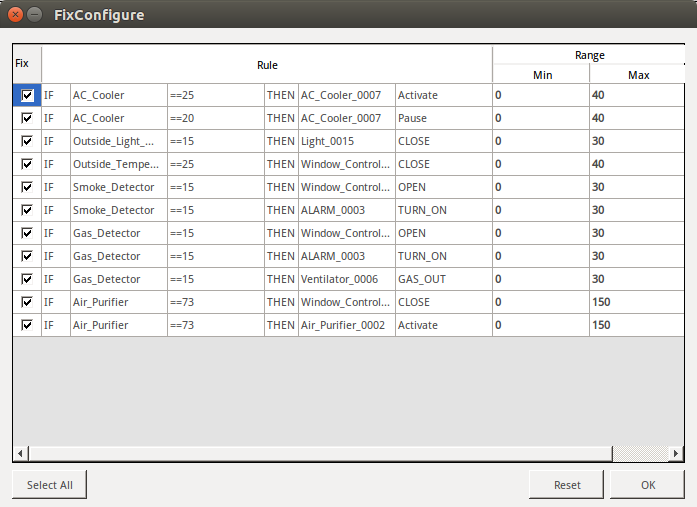 FixConfigure
Fix Rule Range
Min Max
IF AC_Cooler ==25 THEN AC_Cooler_0007 Activate 0 40
IF AC_Cooler ==20 THEN AC_Cooler_0007 Pause 0 40
IF Outside_Light_... ==15 THEN Light_0015 CLOSE 0 30
IF Outside_Tempe... ==25 THEN Window_Control... CLOSE 0 40
IF Smoke_Detector ==15 THEN Window_Control... OPEN 0 30
IF Smoke_Detector ==15 THEN ALARM_0003 TURN_ON 0 30
IF Gas_Detector ==15 THEN Window_Control... OPEN 0 30
IF Gas_Detector ==15 THEN ALARM_0003 TURN_ON 0 30
IF Gas_Detector ==15 THEN Ventilator_0006 GAS_OUT 0 30
IF Air_Purifier ==73 THEN Window_Control... CLOSE 0 150
IF Air_Purifier ==73 THEN Air_Purifier_0002 Activate 0 150
Select All Reset OK